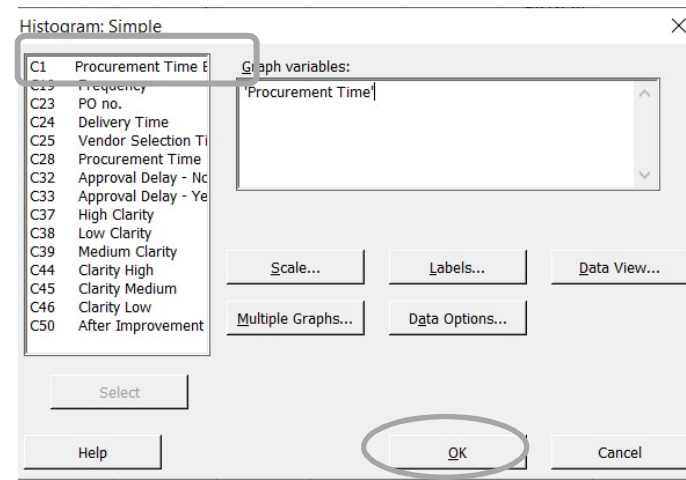 Histogram: Simple
C1 Procurement Time E
Graph variables:
C19 Frequency
'Procurement Time'
C23 PO no.
C24 Delivery Time
C25 Vendor Selection Ti
C28 Procurement Time
C32 Approval Delay - No
C33 Approval Delay - Ye
C37 High Clarity
C38 Low Clarity
C39 Medium Clarity
C44 Clarity High
C45 Clarity Medium
C46 Clarity Low
C50 After Improvement
Scale... Labels... Data View...
Multiple Graphs... Data Options...
Select
Help OK Cancel